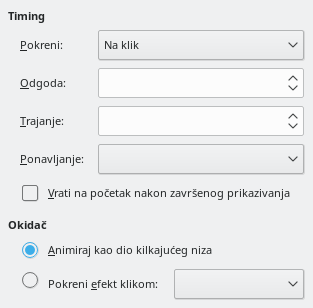 Timing
Pokreni:
Na klik
Odgoda:
Trajanje:
Ponavljanje:
Vrati na početak nakon završenog prikazivanja
Okidač
Animiraj kao dio kilkajućeg niza
Pokreni efekt klikom: